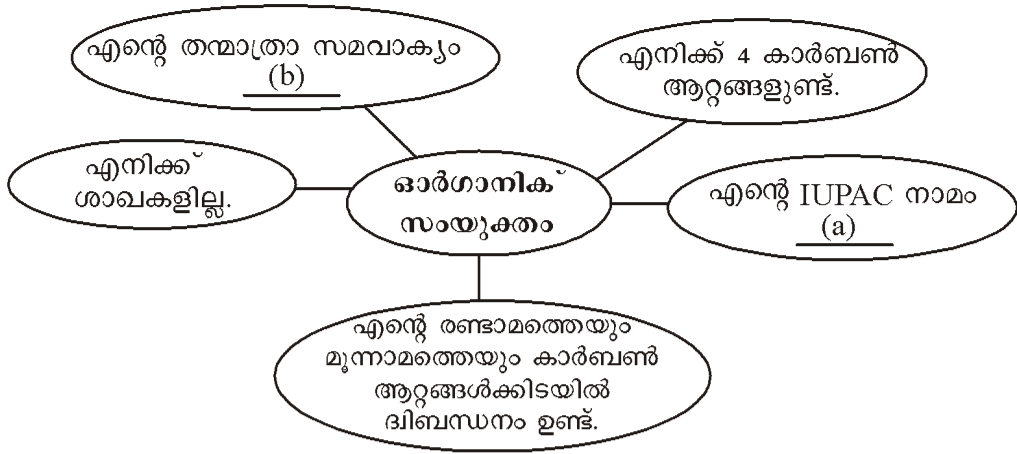 എന്റെ തന്മാത്രാ സമവാക്യം
(b)
എനിക്ക് 4 കാർബൺ
ആറ്റങ്ങളുണ്ട്.
എനിക്ക്
ശാഖകളില്ല.
ഓർഗാനിക്
സംയുക്തം
എന്റെ IUPAC നാമം
(a)
എന്റെ രണ്ടാമത്തെയും
മൂന്നാമത്തെയും കാർബൺ
ആറ്റങ്ങൾക്കിടയിൽ
ദ്വിബന്ധനം ഉണ്ട്.